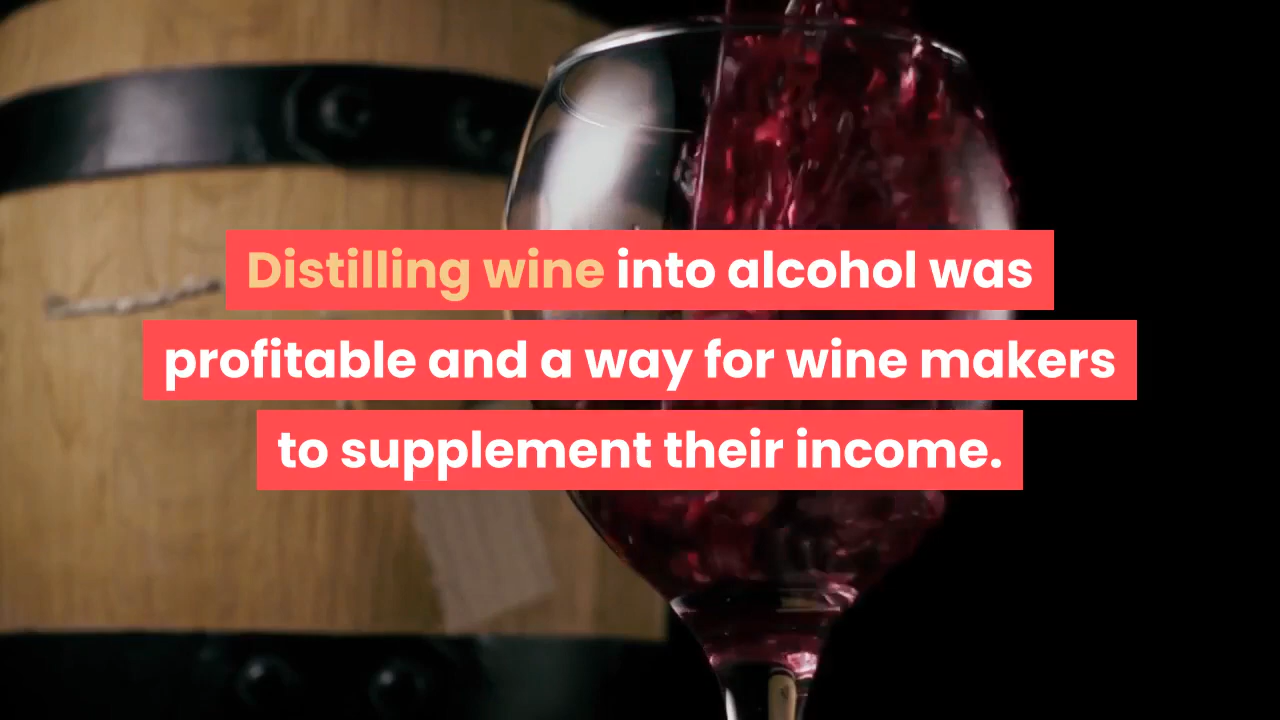 Distilling wine into alcohol was
profitable and a way for wine makers
to supplement their income.